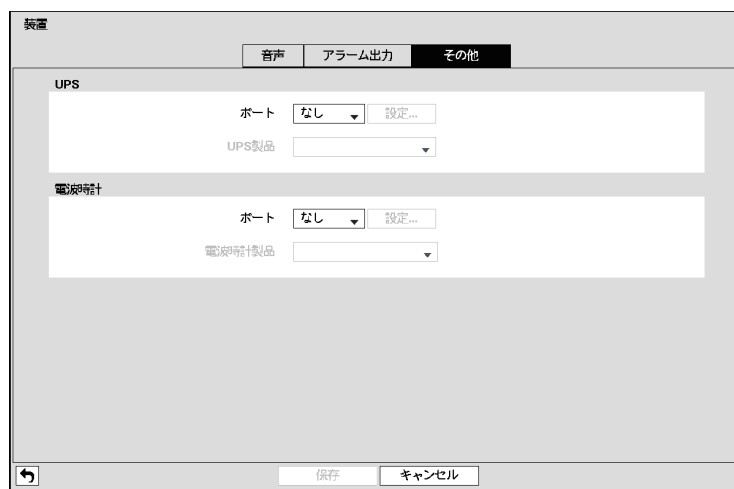 装置
音声 アラーム出力 その他
UPS
ポート なし 設定...
UPS製品
電波時計
ポート なし 設定...
電波時計製品
保存 キャンセル